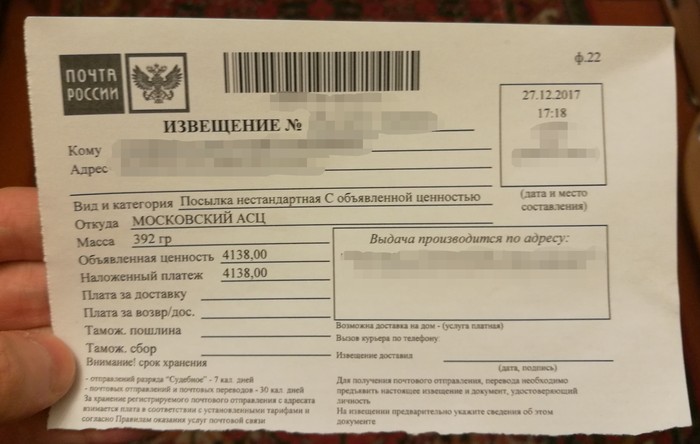 ПОЧТА
РОССИИ
ф.22
ИЗВЕЩЕНИЕ №
27.12.2017
17:18
(дата и место
составления)
Кому
Адрес
Вид и категория Посылка нестандартная С объявленной ценностью
Откуда МОСКОВСКИЙ АСЦ
Масса 392 гр
Объявленная ценность 4138,00
Наложенный платеж 4138,00
Плата за доставку
Плата за возвр/дос.
Тамож. пошлина
Тамож. сбор
Выдача производится по адресу:
Возможна доставка на дом - (услуга платная)
Вызов курьера по телефону:
Извещение доставил
(дата, подпись)
Внимание! срок хранения
- отправлений разряда "Судебное" - 7 кал. дней
- почтовых отправлений и почтовых переводов - 30 кал. дней
За хранение регистрируемого почтового отправления с адресата
взимается плата в соответствии с установленными тарифами и
согласно Правилам оказания услуг почтовой связи
Для получения почтового отправления, перевода необходимо
предъявить настоящее извещение и документ, удостоверяющий
личность
На извещении предварительно укажите сведения об этом
документе